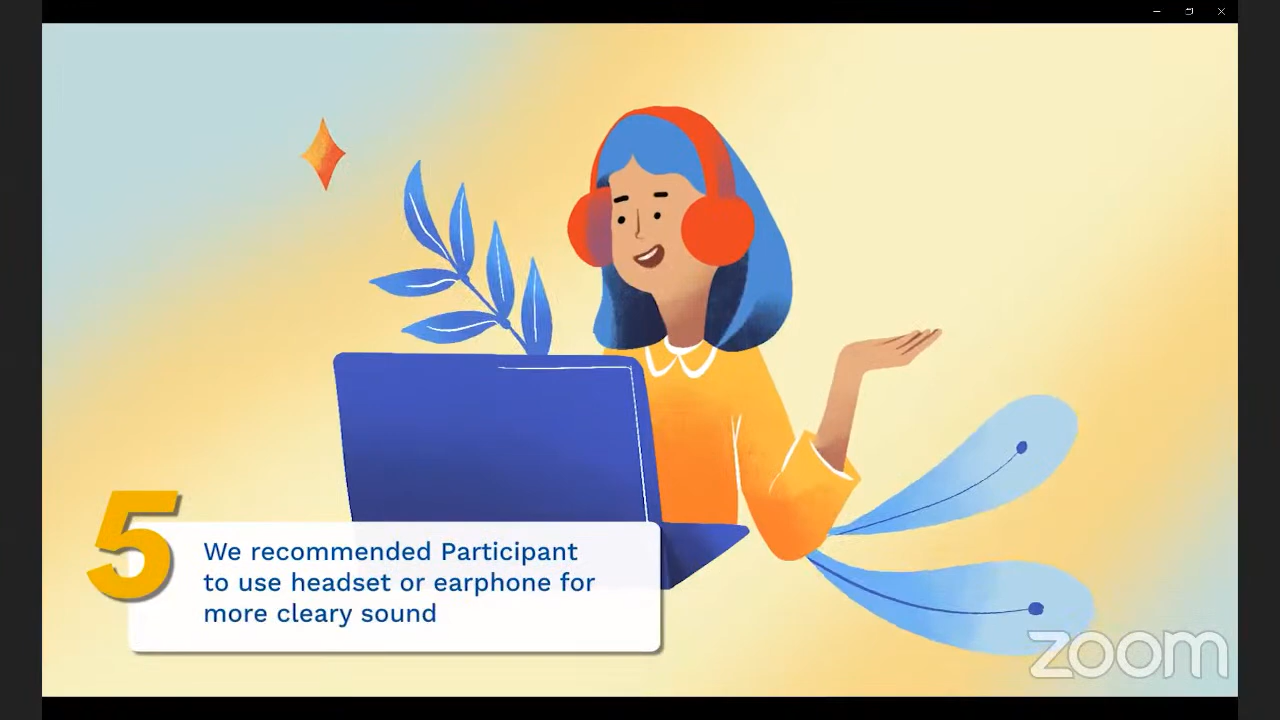 5
We recommended Participant
to use headset or earphone for
more cleary sound
zoom